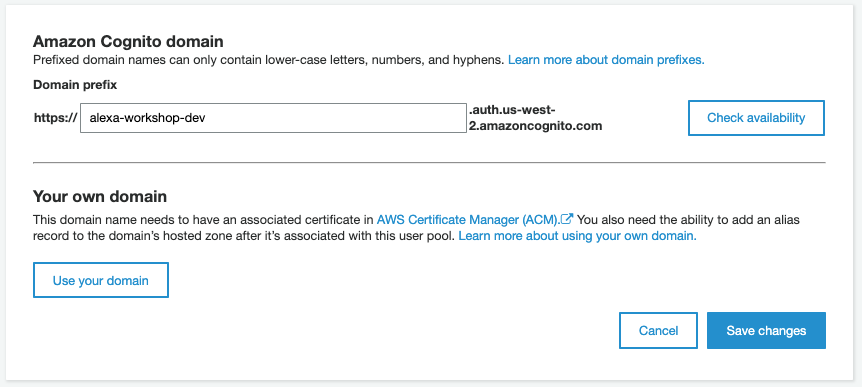 Amazon Cognito domain
Prefixed domain names can only contain lower-case letters, numbers, and hyphens. Learn more about domain prefixes.
Domain prefix
https:// alexa-workshop-dev .auth.us-west-
2.amazoncognito.com
Check availability
Your own domain
This domain name needs to have an associated certificate in AWS Certificate Manager (ACM). You also need the ability to add an alias
record to the domain’s hosted zone after it’s associated with this user pool. Learn more about using your own domain.
Use your domain
Cancel
Save changes